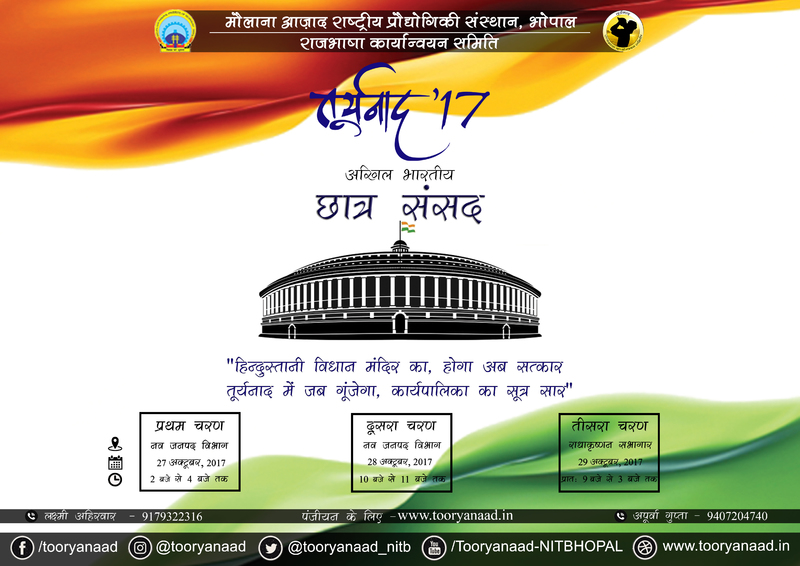 मौलाना आज़ाद राष्ट्रीय प्रौद्योगिकी संस्थान, भोपाल
राजभाषा कार्यान्वयन समिति
तूर्यनाद '17
अखिल भारतीय
छात्र संसद
"हिन्दुस्तानी विधान मंदिर का, होगा अब सत्कार
तूर्यनाद में जब गूंजेगा, कार्यपालिका का सूत्र सार"
प्रथम चरण
नव जनपद विभाग
27 अक्टूबर, 2017
2 बजे से 4 बजे तक
दूसरा चरण
नव जनपद विभाग
28 अक्टूबर, 2017
10 बजे से 11 बजे तक
तीसरा चरण
राधाकृष्णन सभागार
29 अक्टूबर, 2017
प्रातः 9 बजे से 3 बजे तक
लक्ष्मी अहिरवार - 9179322316
पंजीयन के लिए -www.tooryanaad.in
अपूर्वा गुप्ता - 9407204740
/tooryanaad
@tooryanaad
@tooryanaad_nitb
/Tooryanaad-NITBHOPAL
www.tooryanaad.in